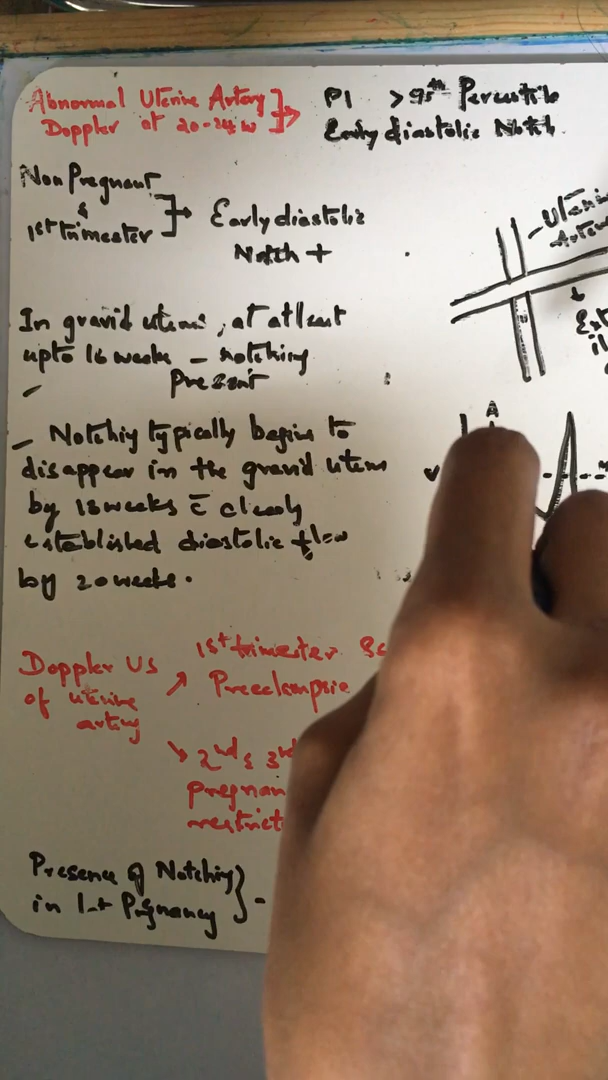 Abnormal Uterine Artery
Doppler at 20-24 w
PI >95th Percentile
Early diastolic Notch
Non Pregnant
&
1st trimester
Early diastolic
Notch +
Uterine
Artery
Ext
In gravid uterus, at atleast
upto 16 weeks - notching
Present
- Notching typically begins to
disappear in the gravid uterus
by 18 weeks c̄ clearly
established diastolic flow
by 20 weeks.
A
V
Doppler US
of uterine
artery
1st trimester
Preeclampsia
2nd & 3rd
Presence of Notching
in 1st Pregnancy